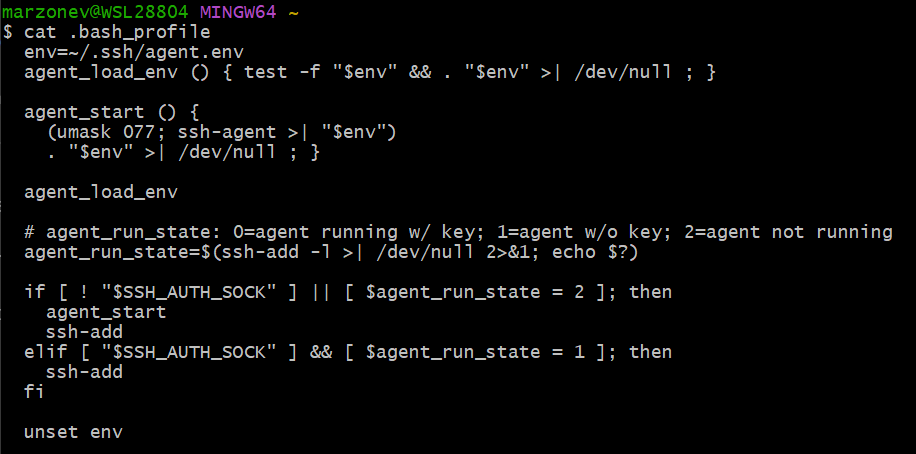 marzonev@WSL28804 MINGW64 ~
$ cat .bash_profile
  env=~/.ssh/agent.env
  agent_load_env () { test -f "$env" && . "$env" >| /dev/null ; }

  agent_start () {
    (umask 077; ssh-agent >| "$env")
    . "$env" >| /dev/null ; }

  agent_load_env

  # agent_run_state: 0=agent running w/ key; 1=agent w/o key; 2=agent not running
  agent_run_state=$(ssh-add -l >| /dev/null 2>&1; echo $?)

  if [ ! "$SSH_AUTH_SOCK" ] || [ $agent_run_state = 2 ]; then
    agent_start
    ssh-add
  elif [ "$SSH_AUTH_SOCK" ] && [ $agent_run_state = 1 ]; then
    ssh-add
  fi

  unset env